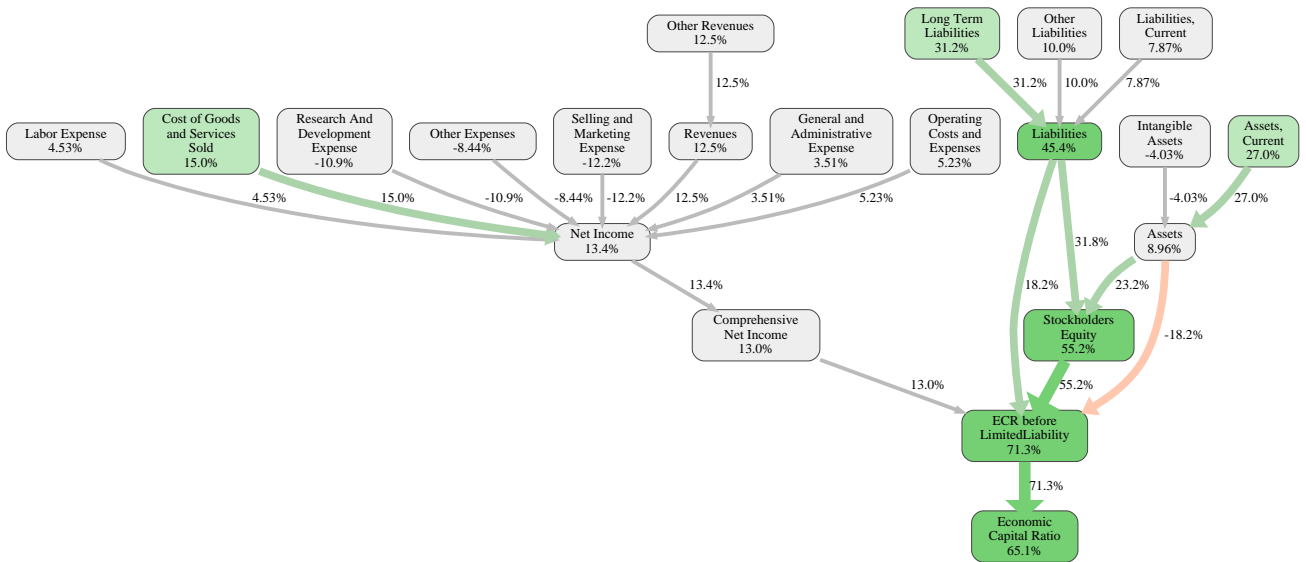 Long Term
Liabilities
31.2%
Other
Liabilities
10.0%
Liabilities,
Current
7.87%
Other Revenues
12.5%
12.5%
31.2%
10.0%
7.87%
Labor Expense
4.53%
Cost of Goods
and Services
Sold
15.0%
Research And
Development
Expense
-10.9%
Other Expenses
-8.44%
Selling and
Marketing
Expense
-12.2%
Revenues
12.5%
General and
Administrative
Expense
3.51%
Operating
Costs and
Expenses
5.23%
Liabilities
45.4%
Intangible
Assets
-4.03%
Assets,
Current
27.0%
4.53%
15.0%
-10.9%
-8.44%
-12.2%
12.5%
3.51%
5.23%
-4.03%
27.0%
Net Income
13.4%
31.8%
Assets
8.96%
13.4%
18.2%
23.2%
Comprehensive
Net Income
13.0%
Stockholders
Equity
55.2%
-18.2%
13.0%
55.2%
ECR before
LimitedLiability
71.3%
71.3%
Economic
Capital Ratio
65.1%